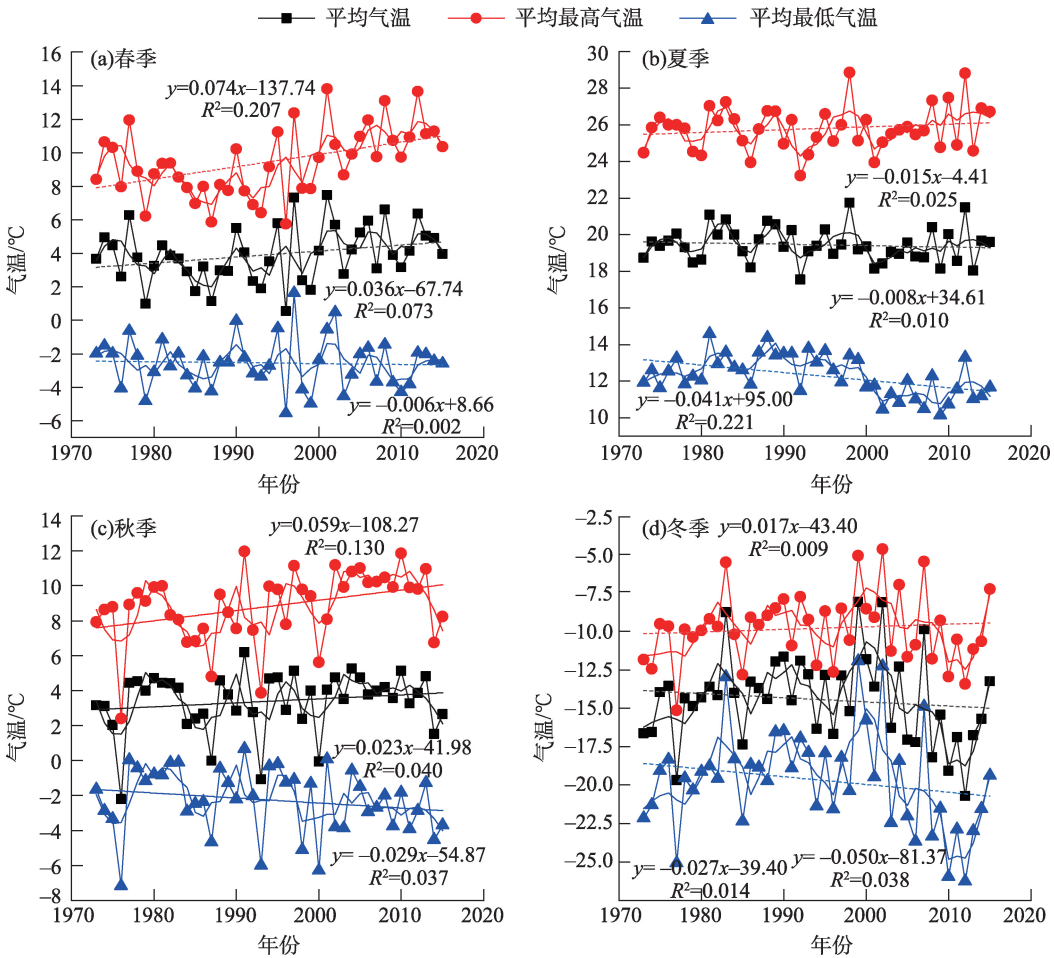 平均气温 平均最高气温 平均最低气温
(a)春季
y=0.074x–137.74
R²=0.207
y=0.036x–67.74
R²=0.073
y= –0.006x+8.66
R²=0.002
16
14
12
10
8
6
4
2
0
–2
–4
6
8
气温/℃
1970 1980 1990 2000 2010 2020
年份
(b)夏季
y= –0.015x–4.41
R²=0.025
y= –0.008x+34.61
R²=0.010
y= –0.041x+95.00
R²=0.221
30
28
26
24
22
20
18
16
14
12
10
气温/℃
1970 1980 1990 2000 2010 2020
年份
(c)秋季
y=0.059x–108.27
R²=0.130
y=0.023x–41.98
R²=0.040
y= –0.029x–54.87
R²=0.037
14
12
10
8
6
4
2
0
–2
–4
–6
–8
气温/℃
1970 1980 1990 2000 2010 2020
年份
(d)冬季
y=0.017x–43.40
R²=0.009
y= –0.027x–39.40
R²=0.014
y= –0.050x–81.37
R²=0.038
–2.5
–5.0
–7.5
–10.0
–12.5
–15.0
–17.5
–20.0
–22.5
–25.0
气温/℃
1970 1980 1990 2000 2010 2020
年份